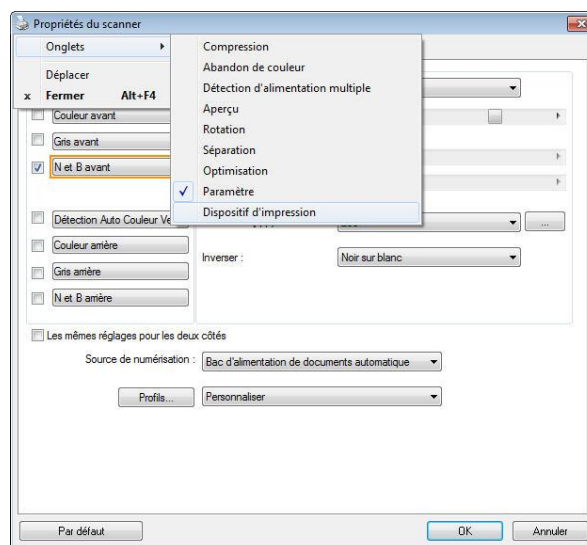 Propriétés du scanner
Onglets
Déplacer
x Fermer Alt+F4
Compression
Abandon de couleur
Détection d'alimentation multiple
Aperçu
Rotation
Séparation
Optimisation
Paramètre
Dispositif d'impression
Couleur avant
Gris avant
N et B avant
Détection Auto Couleur Ve
Couleur arrière
Gris arrière
N et B arrière
...
Inverser :
Noir sur blanc
Les mêmes réglages pour les deux côtés
Source de numérisation :
Bac d'alimentation de documents automatique
Profils...
Personnaliser
Par défaut
OK
Annuler